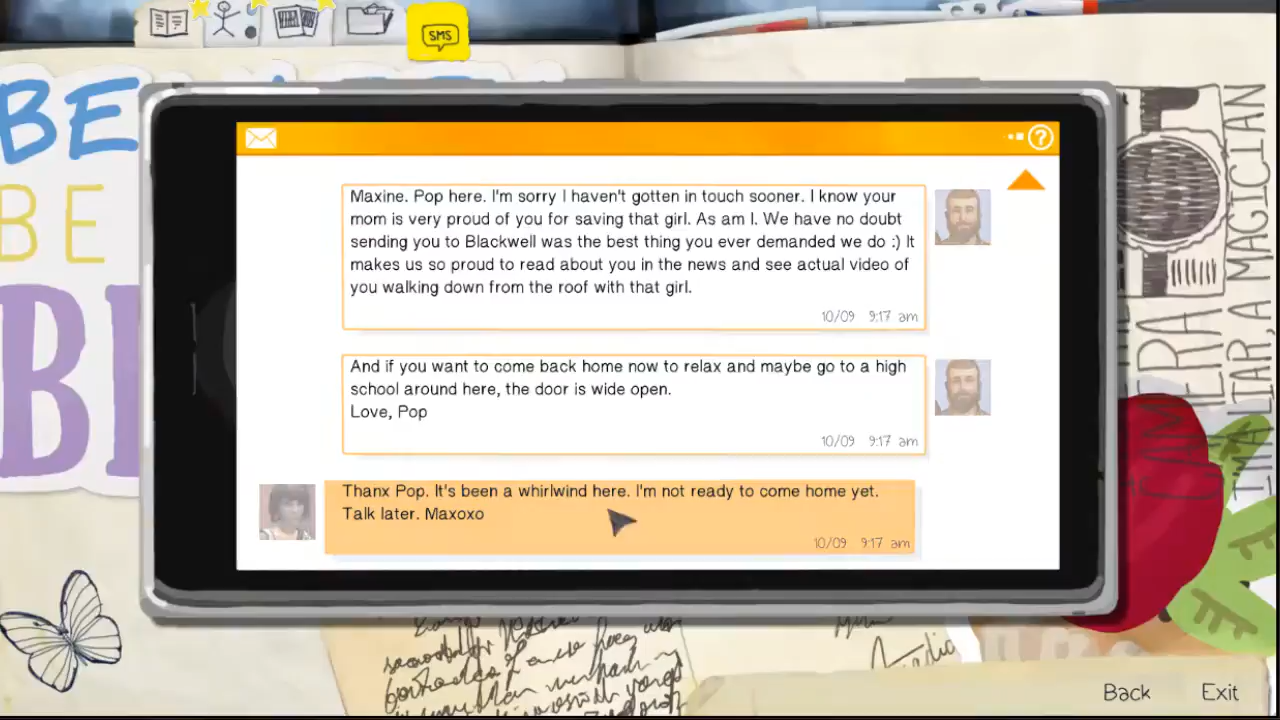 SMS
Maxine. Pop here. I'm sorry I haven't gotten in touch sooner. I know your
mom is very proud of you for saving that girl. As am I. We have no doubt
sending you to Blackwell was the best thing you ever demanded we do :) It
makes us so proud to read about you in the news and see actual video of
you walking down from the roof with that girl.
10/09 9:17 am
And if you want to come back home now to relax and maybe go to a high
school around here, the door is wide open.
Love, Pop
10/09 9:17 am
Thanx Pop. It's been a whirlwind here. I'm not ready to come home yet.
Talk later. Maxoxo
10/09 9:17 am
BE
BE
A LIAR, A MAGICIAN
Back Exit